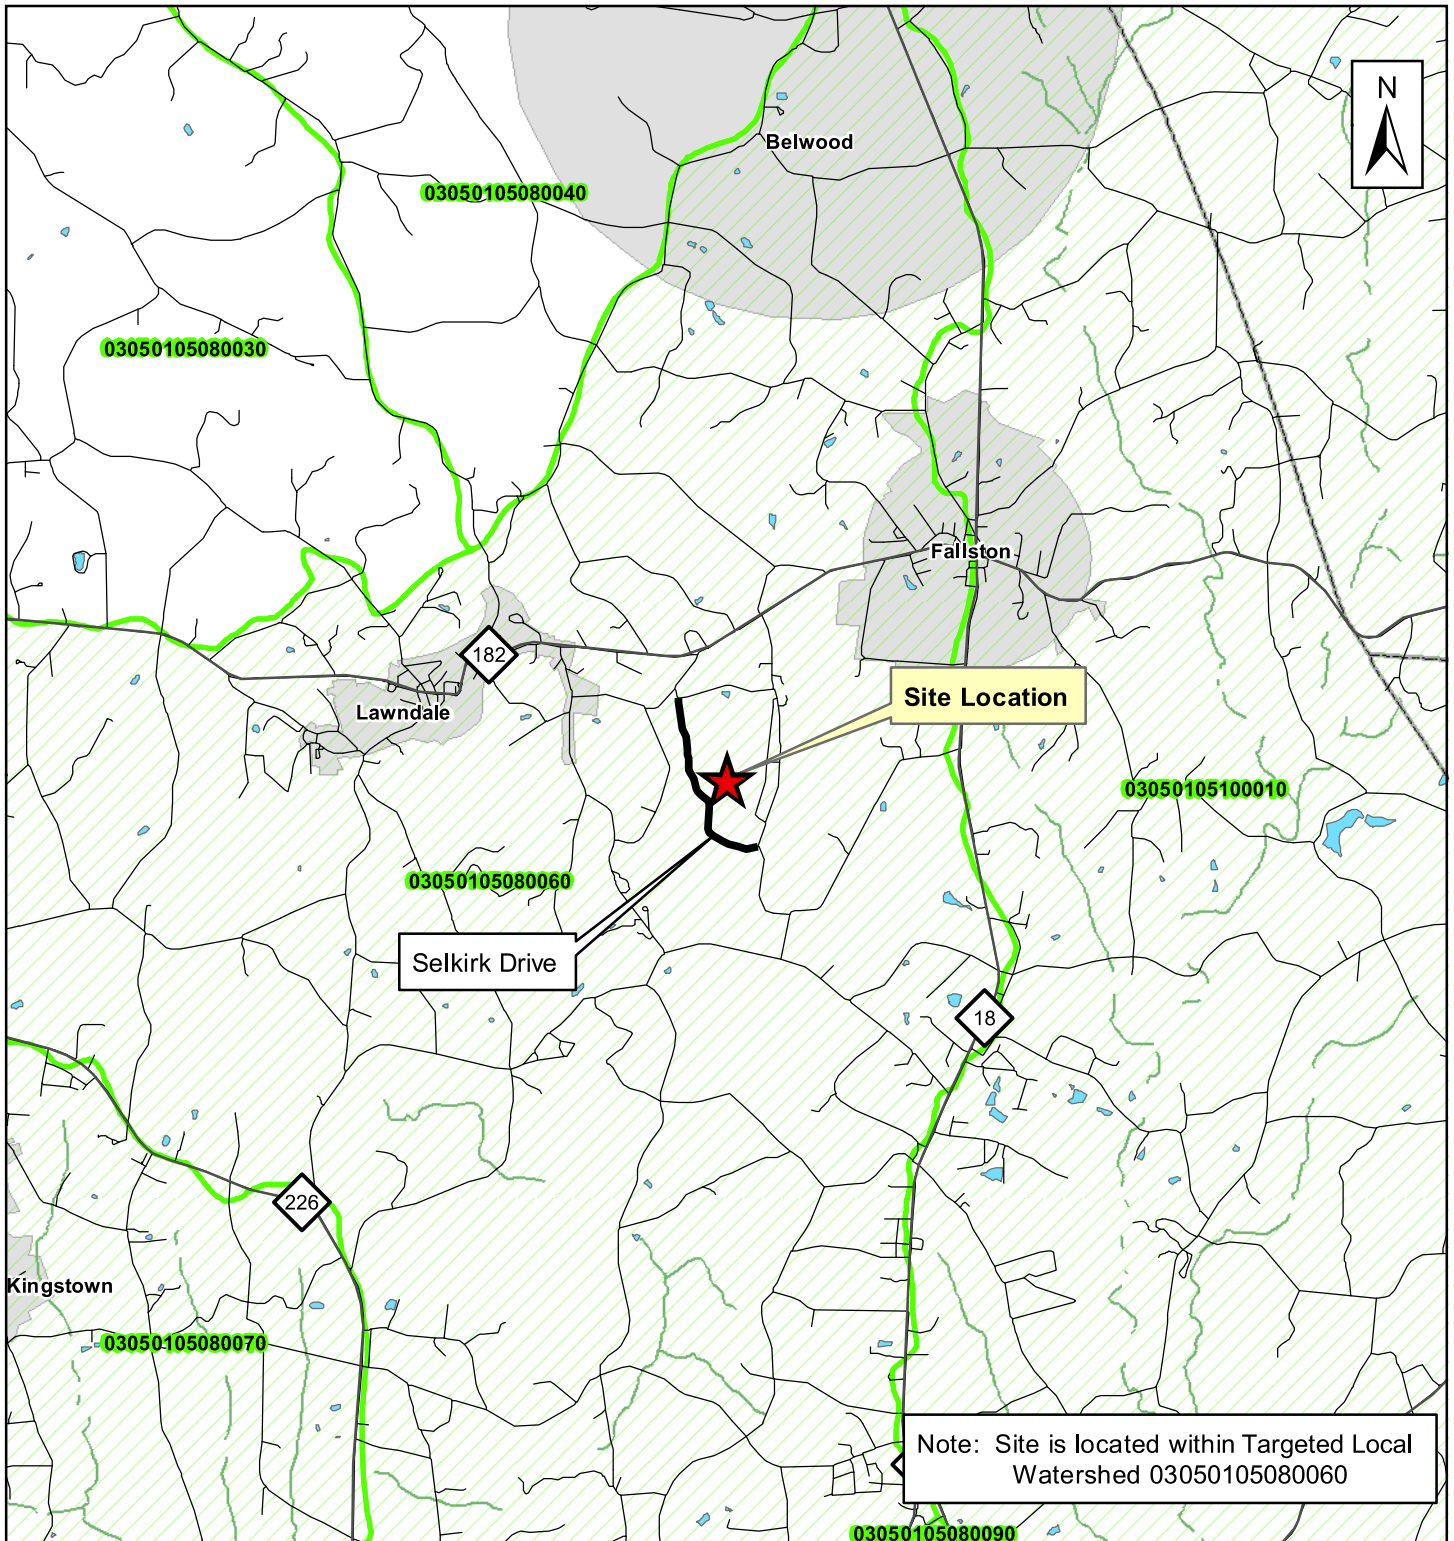 N
Belwood
03050105080040
03050105080030
Fallston
182
Site Location
Lawndale
03050105100010
03050105080060
Selkirk Drive
18
226
Kingstown
03050105080070
Note: Site is located within Targeted Local
Watershed 03050105080060
03050105080090